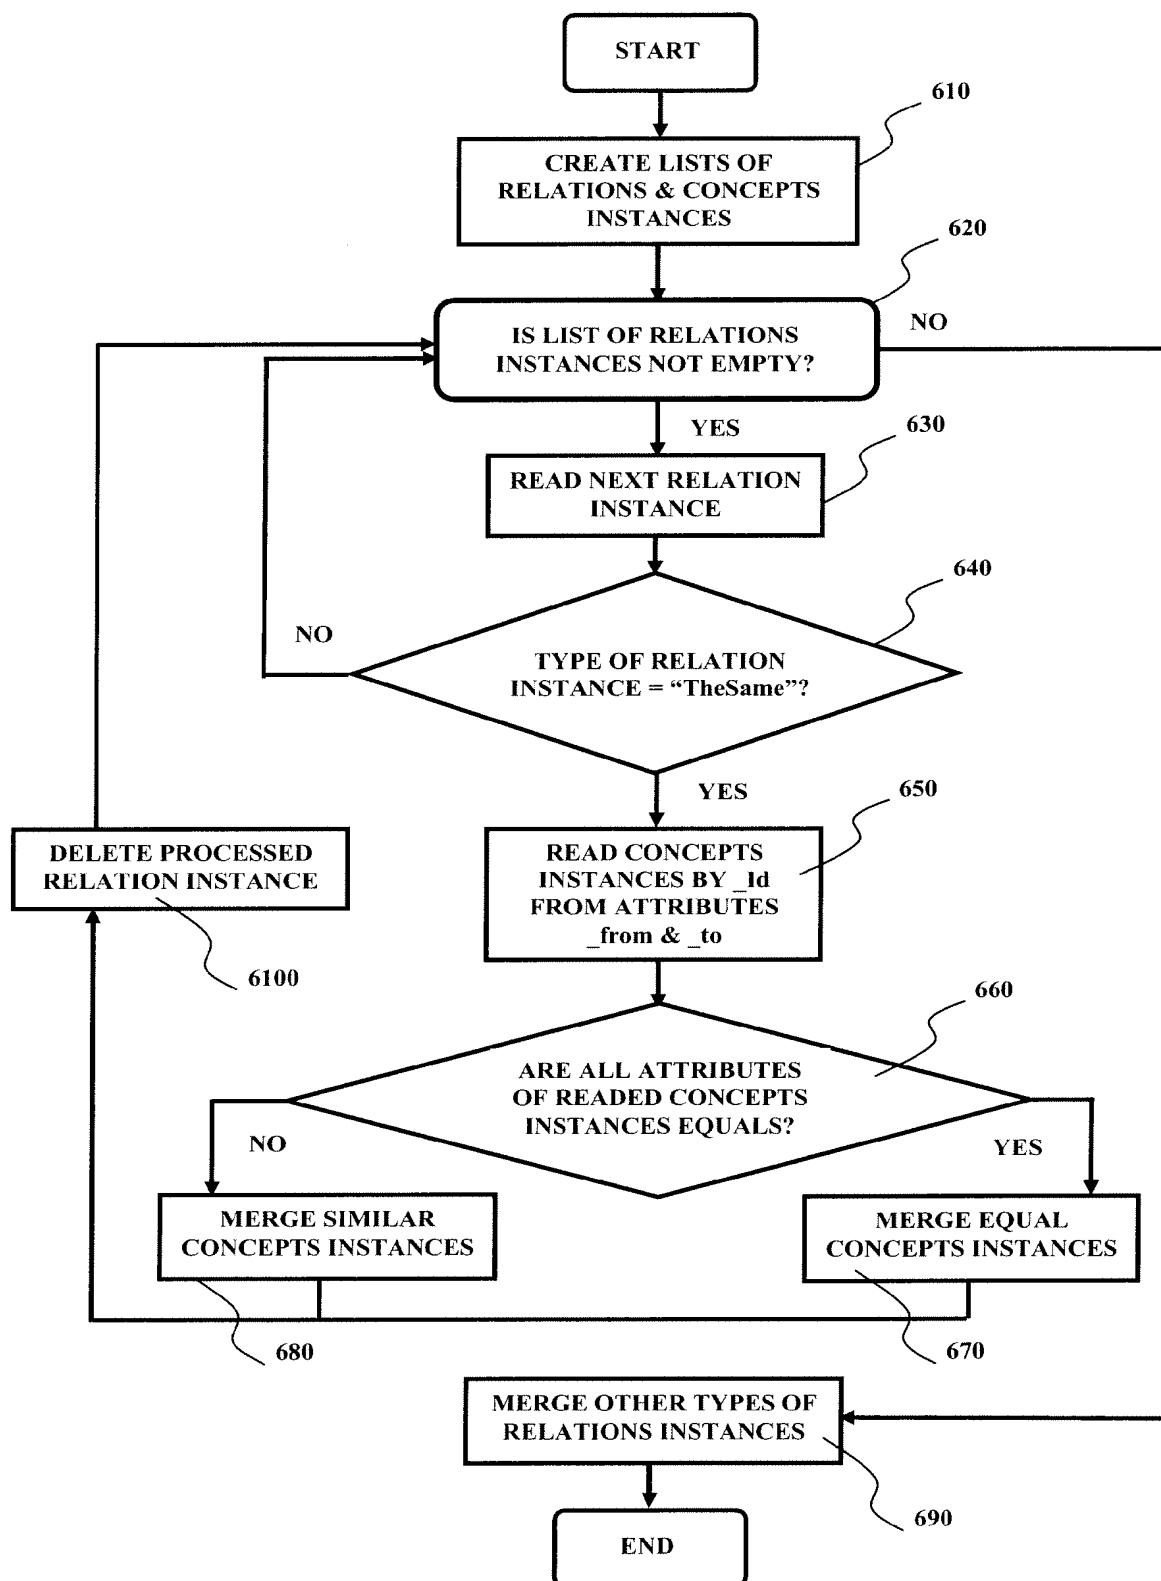 START
610
CREATE LISTS OF
RELATIONS & CONCEPTS
INSTANCES
620
IS LIST OF RELATIONS
INSTANCES NOT EMPTY?
NO
YES
630
READ NEXT RELATION
INSTANCE
640
NO
TYPE OF RELATION
INSTANCE = “TheSame”?
YES
650
DELETE PROCESSED
RELATION INSTANCE
6100
READ CONCEPTS
INSTANCES BY _Id
FROM ATTRIBUTES
_from & _to
660
ARE ALL ATTRIBUTES
OF READED CONCEPTS
INSTANCES EQUALS?
NO
YES
MERGE SIMILAR
CONCEPTS INSTANCES
MERGE EQUAL
CONCEPTS INSTANCES
680
670
MERGE OTHER TYPES OF
RELATIONS INSTANCES
690
END